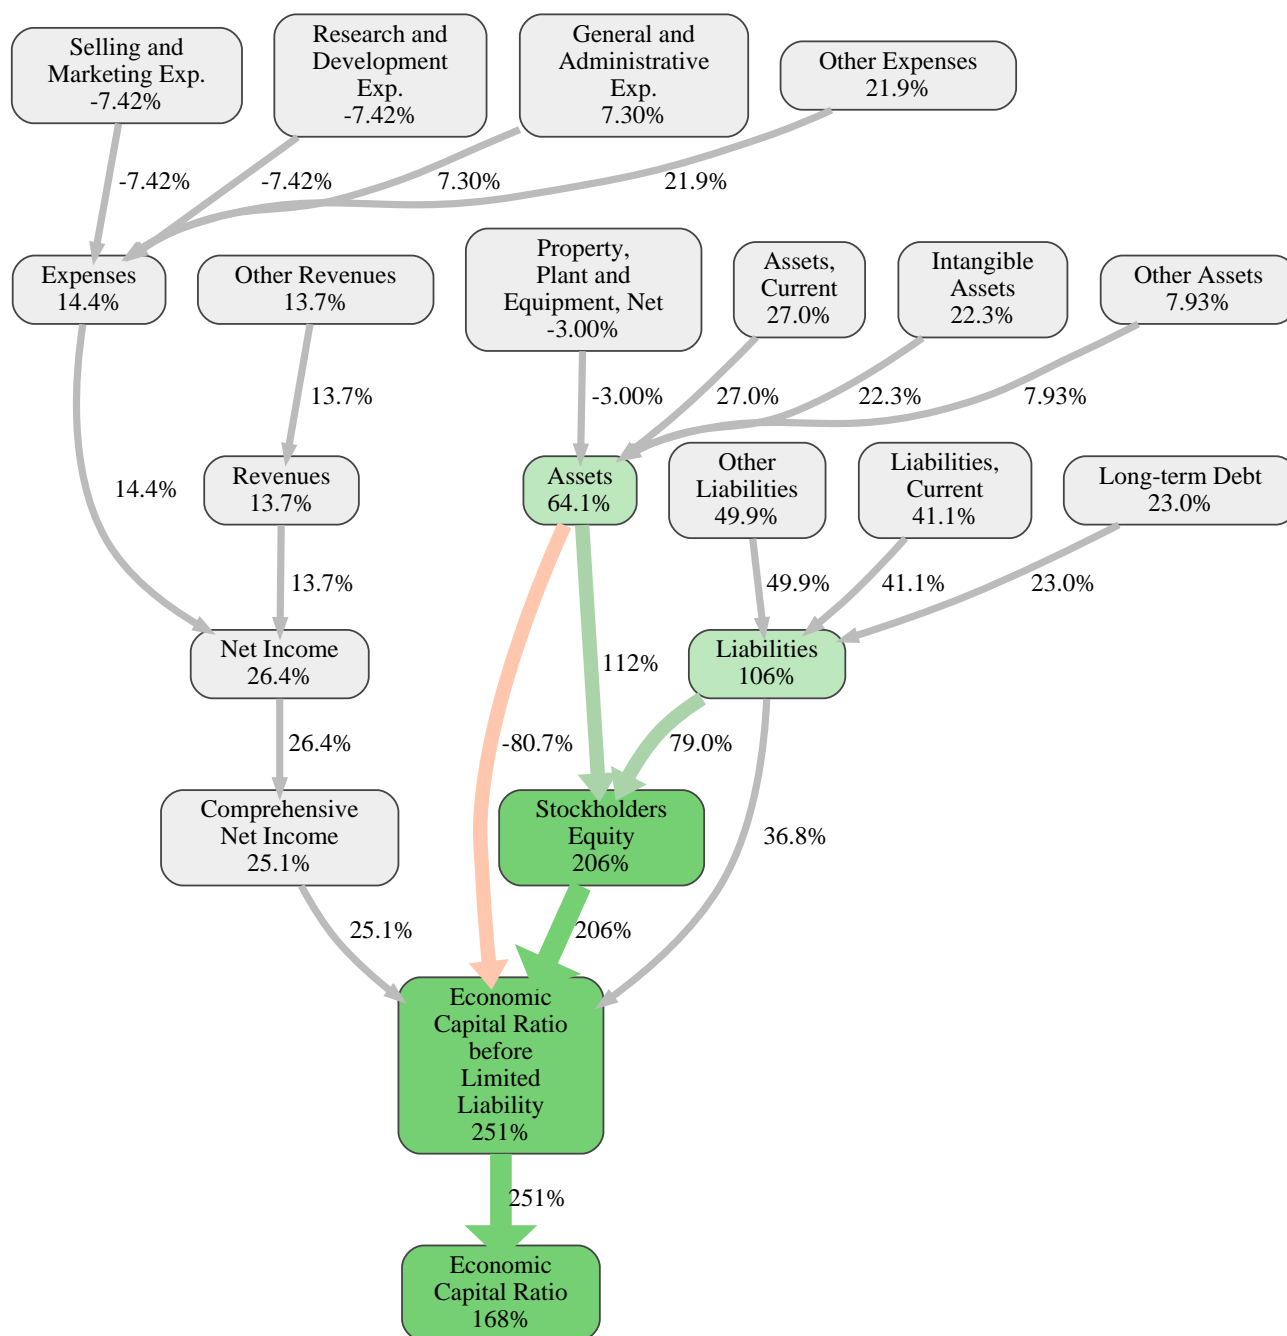 Selling and
Marketing Exp.
-7.42%
Research and
Development
Exp.
-7.42%
General and
Administrative
Exp.
7.30%
Other Expenses
21.9%
-7.42%
-7.42%
7.30%
21.9%
Expenses
14.4%
Other Revenues
13.7%
Property,
Plant and
Equipment, Net
-3.00%
Assets,
Current
27.0%
Intangible
Assets
22.3%
Other Assets
7.93%
13.7%
-3.00%
27.0%
22.3%
7.93%
Revenues
13.7%
Assets
64.1%
Other
Liabilities
49.9%
Liabilities,
Current
41.1%
Long-term Debt
23.0%
14.4%
13.7%
49.9%
41.1%
23.0%
Net Income
26.4%
Liabilities
106%
112%
26.4%
-80.7%
79.0%
Comprehensive
Net Income
25.1%
Stockholders
Equity
206%
36.8%
25.1%
206%
Economic
Capital Ratio
before
Limited
Liability
251%
251%
Economic
Capital Ratio
168%